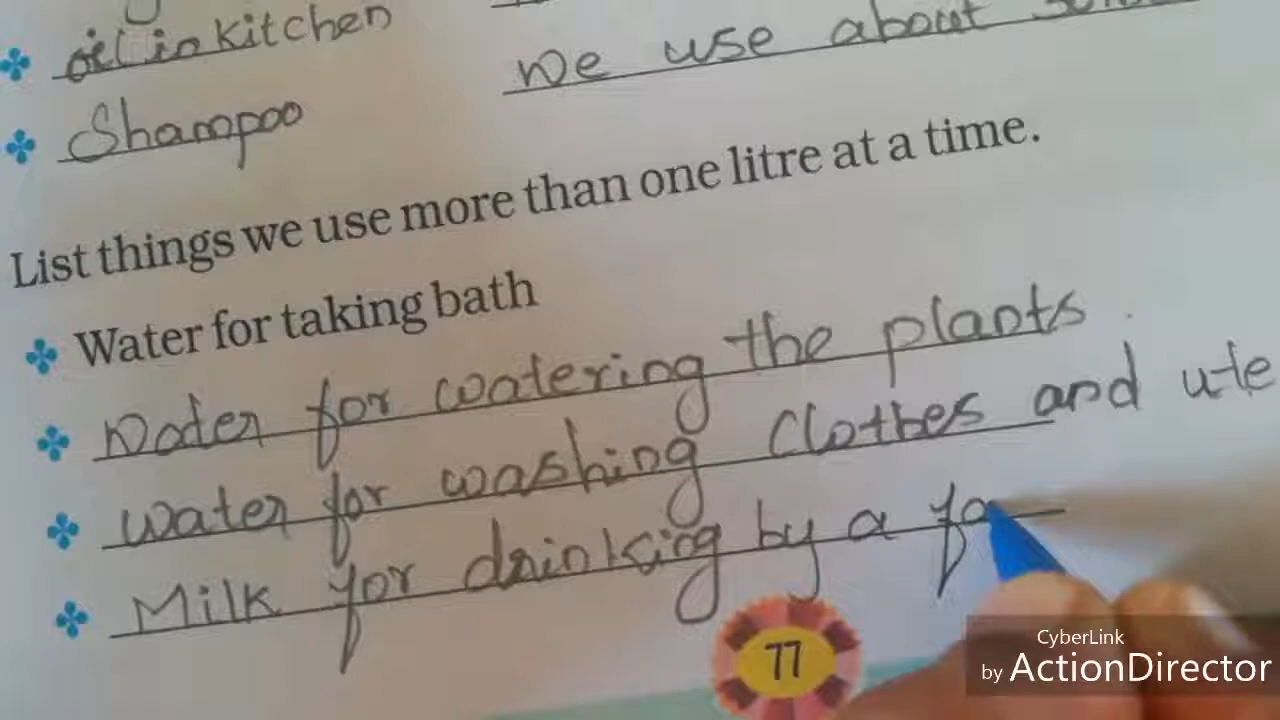 oil in kitchen
we use about
Shampoo
List things we use more than one litre at a time.
Water for taking bath
Water for watering the plants.
Water for washing Clothes and ute
Milk for drinking by a fa
77
CyberLink
by ActionDirector